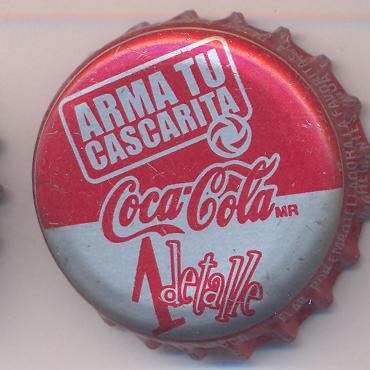 ARMA TU
CASCARITA
Coca-Cola MR
1 detalle